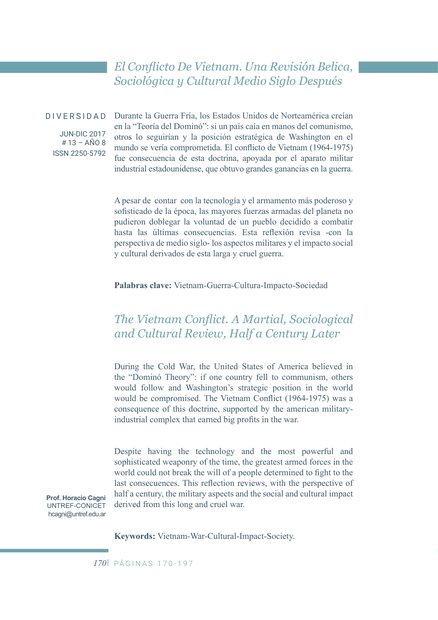 El Conflicto De Vietnam. Una Revisión Belica,
Sociológica y Cultural Medio Siglo Después
DIVERSIDAD
JUN-DIC 2017
# 13 – AÑO 8
ISSN 2250-5792
Durante la Guerra Fría, los Estados Unidos de Norteamérica creían
en la “Teoría del Dominó”: si un país caía en manos del comunismo,
otros lo seguirían y la posición estratégica de Washington en el
mundo se vería comprometida. El conflicto de Vietnam (1964-1975)
fue consecuencia de esta doctrina, apoyada por el aparato militar
industrial estadounidense, que obtuvo grandes ganancias en la guerra.
A pesar de contar con la tecnología y el armamento más poderoso y
sofisticado de la época, las mayores fuerzas armadas del planeta no
pudieron doblegar la voluntad de un pueblo decidido a combatir
hasta las últimas consecuencias. Esta reflexión revisa -con la
perspectiva de medio siglo- los aspectos militares y el impacto social
y cultural derivados de esta larga y cruel guerra.
Palabras clave: Vietnam-Guerra-Cultura-Impacto-Sociedad
The Vietnam Conflict. A Martial, Sociological
and Cultural Review, Half a Century Later
During the Cold War, the United States of America believed in
the “Dominó Theory”: if one country fell to communism, others
would follow and Washington’s strategic position in the world
would be compromised. The Vietnam Conflict (1964-1975) was a
consequence of this doctrine, supported by the american military-
industrial complex that earned big profits in the war.
Despite having the technology and the most powerful and
sophisticated weaponry of the time, the greatest armed forces in the
world could not break the will of a people determined to fight to the
last consequences. This reflection reviews, with the perspective of
half a century, the military aspects and the social and cultural impact
derived from this long and cruel war.
Prof. Horacio Cagni
UNTREF-CONICET
hcagni@untref.edu.ar
Keywords: Vietnam-War-Cultural-Impact-Society.
170 PÁGINAS 170-197